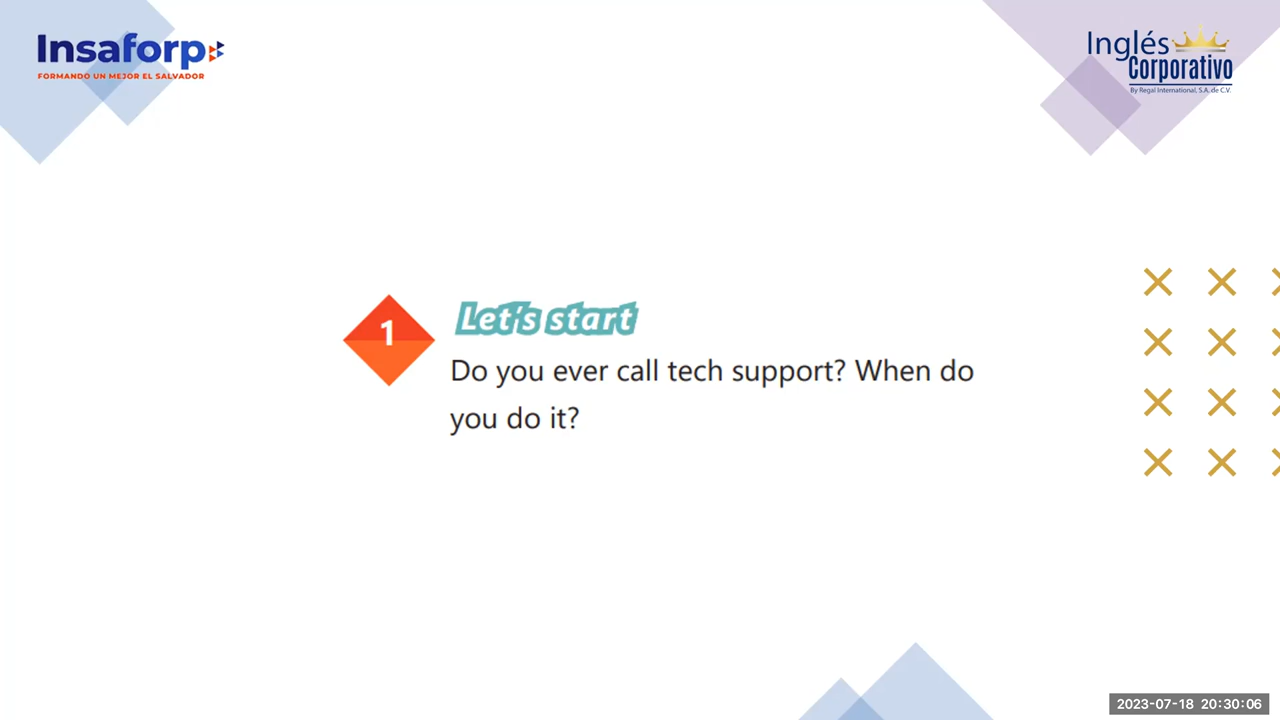 Insaforp
FORMANDO UN MEJOR EL SALVADOR
Inglés
Corporativo
By Regal International, S.A. de C.V.
1
Let's start
Do you ever call tech support? When do
you do it?
2023-07-18 20:30:06